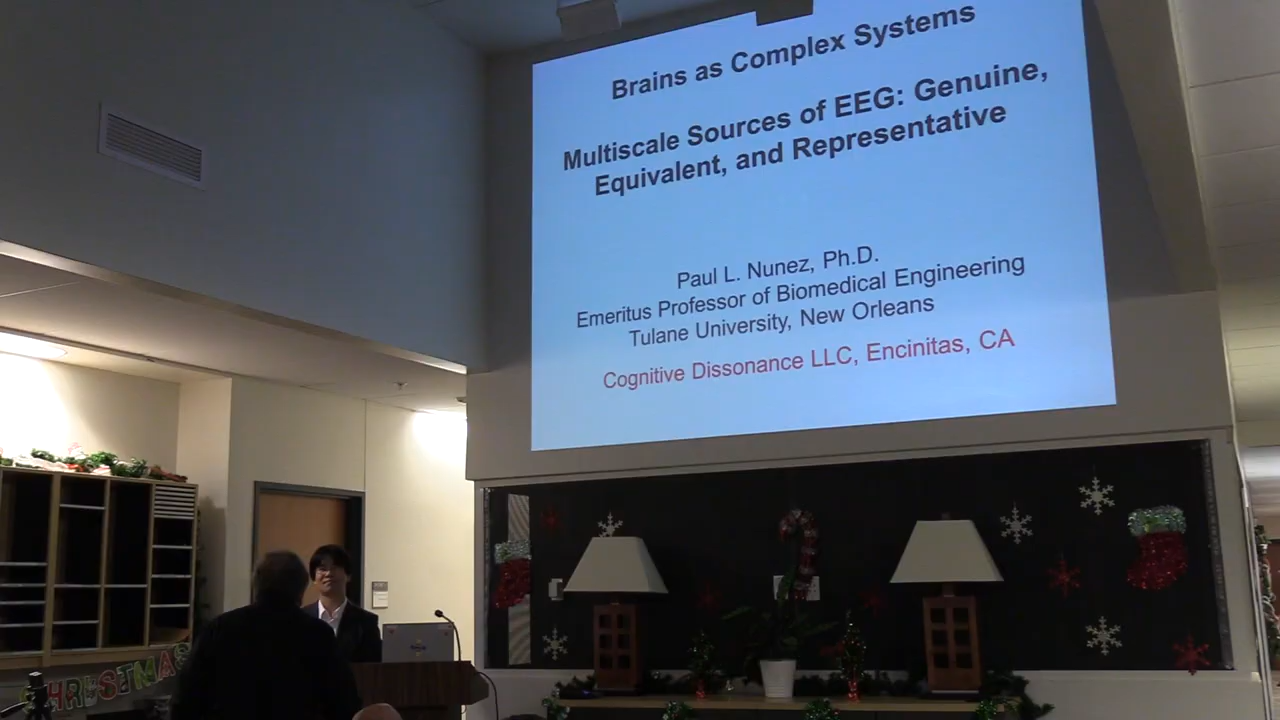 Brains as Complex Systems
Multiscale Sources of EEG: Genuine,
Equivalent, and Representative
Paul L. Nunez, Ph.D.
Emeritus Professor of Biomedical Engineering
Tulane University, New Orleans
Cognitive Dissonance LLC, Encinitas, CA
CHRISTMAS